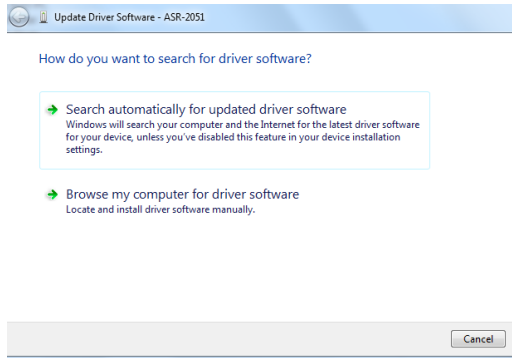 Update Driver Software - ASR-2051
How do you want to search for driver software?
Search automatically for updated driver software
Windows will search your computer and the Internet for the latest driver software
for your device, unless you've disabled this feature in your device installation
settings.
Browse my computer for driver software
Locate and install driver software manually.
Cancel